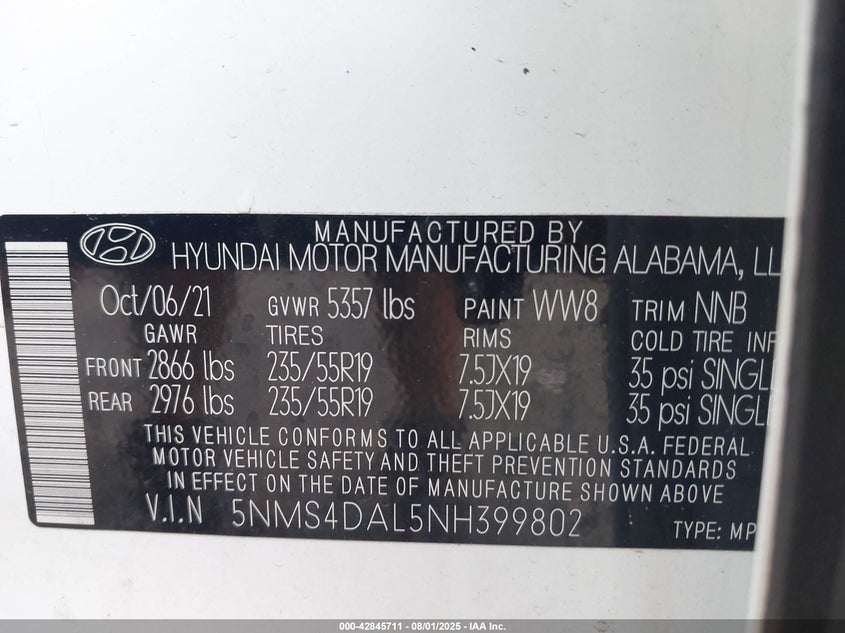 MANUFACTURED BY
HYUNDAI MOTOR MANUFACTURING ALABAMA, LL
Oct/06/21 GVWR 5357 lbs PAINT WW8 TRIM NNB
GAWR TIRES RIMS COLD TIRE INF
FRONT 2866 lbs 235/55R19 7.5JX19 35 psi SINGL
REAR 2976 lbs 235/55R19 7.5JX19 35 psi SINGL
THIS VEHICLE CONFORMS TO ALL APPLICABLE U.S.A. FEDERAL
MOTOR VEHICLE SAFETY AND THEFT PREVENTION STANDARDS
IN EFFECT ON THE DATE OF MANUFACTURE SHOWN ABOVE
V.I.N 5NMS4DAL5NH399802 TYPE: MP
000-42845711 - 08/01/2025 - IAA Inc.